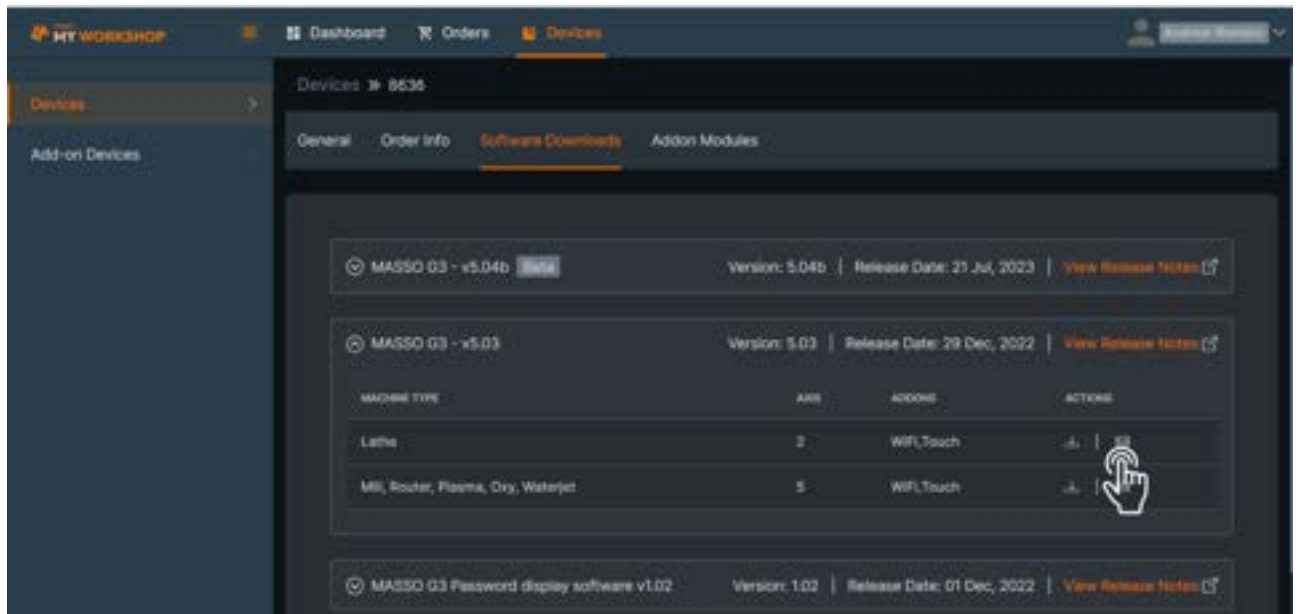 MY WORKSHOP
Dashboard Orders Devices
Devices
Add-on Devices
Devices » 8636
General Order Info Software Downloads Addon Modules
MASSO G3 - v5.04b Beta Version: 5.04b | Release Date: 21 Jul, 2023 | View Release Notes
MASSO G3 - v5.03 Version: 5.03 | Release Date: 29 Dec, 2022 | View Release Notes
MACHINE TYPE AXIS ADDONS ACTIONS
Lathe 2 WIFI,Touch
Mill, Router, Plasma, Oxy, Waterjet 5 WIFI,Touch
MASSO G3 Password display software v1.02 Version: 1.02 | Release Date: 01 Dec, 2022 | View Release Notes